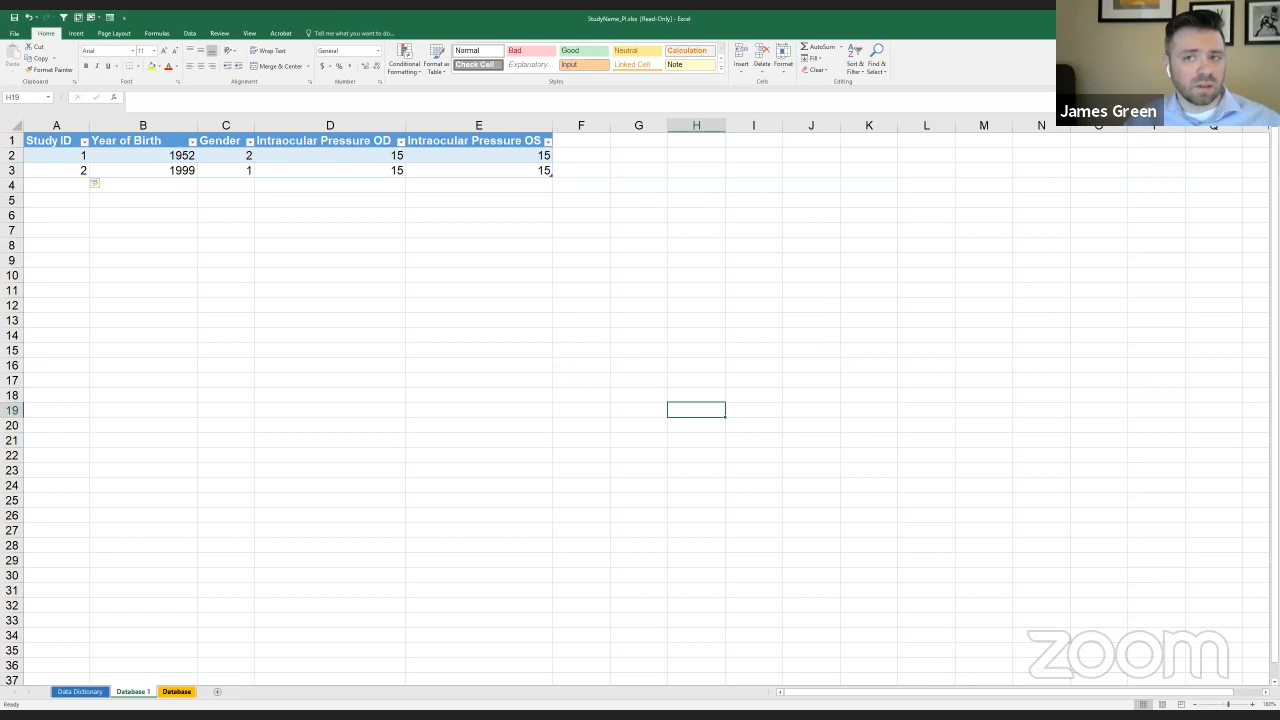 StudyName_PI.xlsx [Read-Only] - Excel
File Home Insert Page Layout Formulas Data Review View Acrobat Tell me what you want to do...
Paste Cut Copy Format Painter Clipboard
Arial 11 B I U Font
Wrap Text Merge & Center Alignment
General $ % Number
Conditional Formatting Format as Table
Normal Bad Good Neutral Calculation
Check Cell Explanatory... Input Linked Cell Note
Styles
Insert Delete Format Cells
AutoSum Fill Clear Sort & Filter Find & Select Editing
James Green
H19
A B C D E F G H I J K L M N O P Q
1 Study ID Year of Birth Gender Intraocular Pressure OD Intraocular Pressure OS
2 1 1952 2 15 15
3 2 1999 1 15 15
4
5
6
7
8
9
10
11
12
13
14
15
16
17
18
19
20
21
22
23
24
25
26
27
28
29
30
31
32
33
34
35
36
37
zoom
Data Dictionary Database 1 Database
Ready 160%